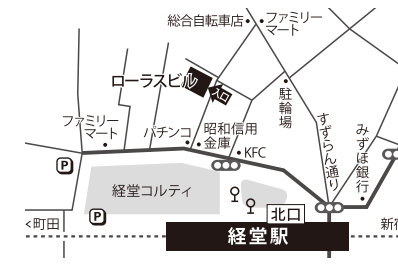 総合自転車店
ファミリー
マート
ローラスビル
入口
駐輪場
ファミリー
マート
パチンコ
昭和信用
金庫
KFC
すずらん通り
みずほ銀行
P
経堂コルティ
P
北口
経堂駅
<町田
新宿